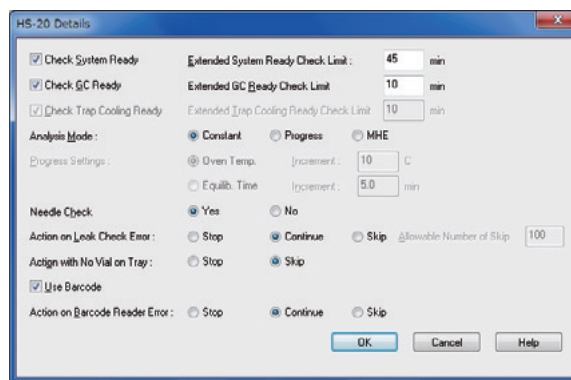 HS-20 Details
Check System Ready Extended System Ready Check Limit : 45 min
Check GC Ready Extended GC Ready Check Limit 10 min
Check Trap Cooling Ready Extended Trap Cooling Ready Check Limit 10 min
Analysis Mode : Constant Progress MHE
Progress Settings : Oven Temp. Increment : 10 C
Equilib. Time Increment : 5.0 min
Needle Check Yes No
Action on Leak Check Error : Stop Continue Skip Allowable Number of Skip 100
Action with No Vial on Tray : Stop Skip
Use Barcode
Action on Barcode Reader Error : Stop Continue Skip
OK Cancel Help